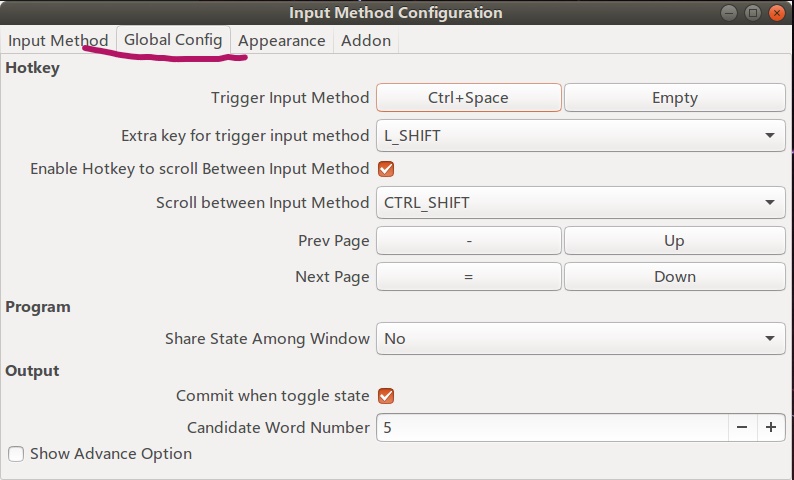 Input Method Configuration
Input Method Global Config Appearance Addon
Hotkey
Trigger Input Method Ctrl+Space Empty
Extra key for trigger input method L_SHIFT
Enable Hotkey to scroll Between Input Method
Scroll between Input Method CTRL_SHIFT
Prev Page - Up
Next Page = Down
Program
Share State Among Window No
Output
Commit when toggle state
Candidate Word Number 5 − +
Show Advance Option